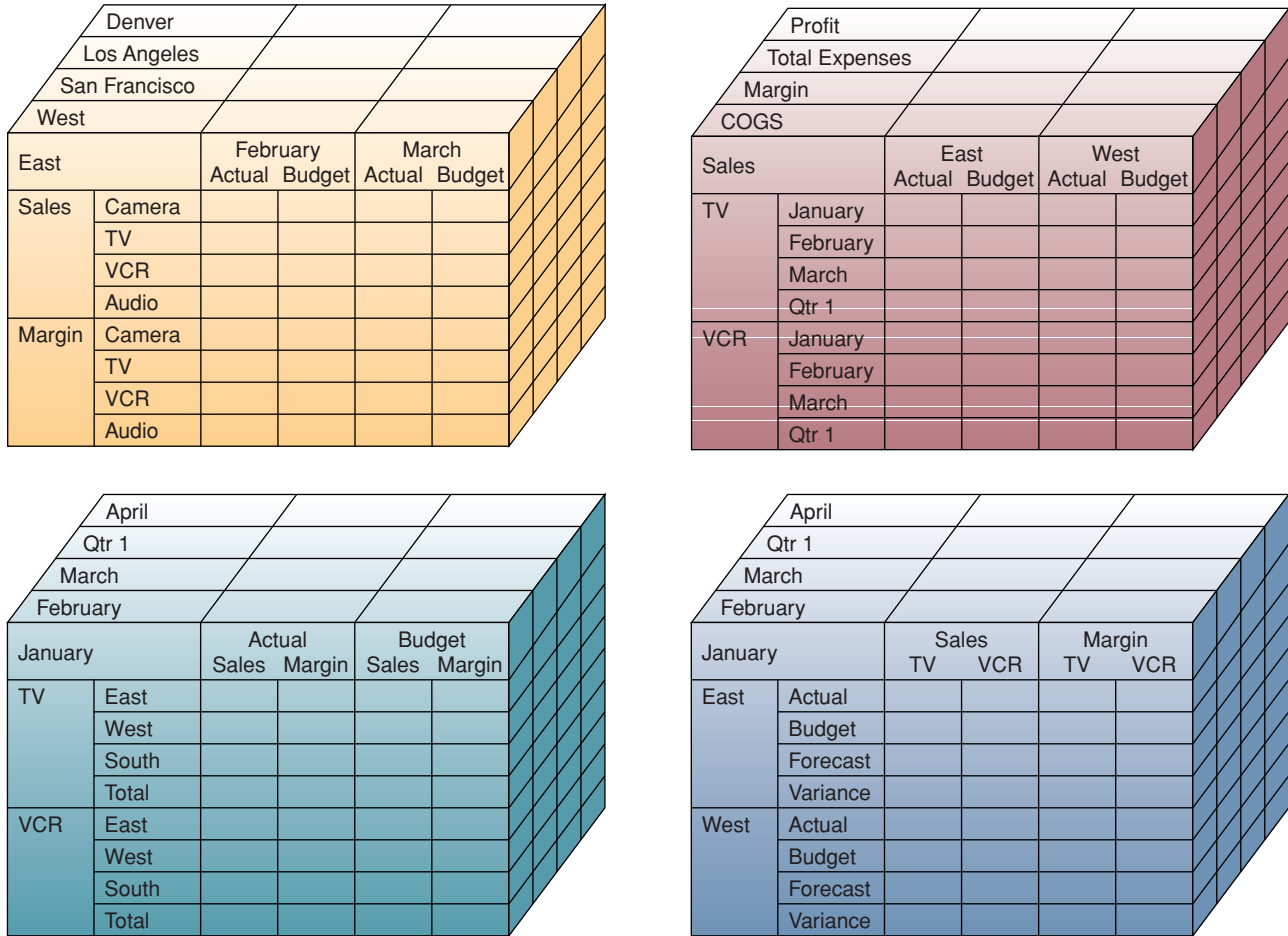 Denver
Los Angeles
San Francisco
West
East
February March
Actual Budget Actual Budget
Sales Camera
TV
VCR
Audio
Margin Camera
TV
VCR
Audio
Profit
Total Expenses
Margin
COGS
Sales
East West
Actual Budget Actual Budget
TV January
February
March
Qtr 1
VCR January
February
March
Qtr 1
April
Qtr 1
March
February
January
Actual Budget
Sales Margin Sales Margin
TV East
West
South
Total
VCR East
West
South
Total
April
Qtr 1
March
February
January
Sales Margin
TV VCR TV VCR
East Actual
Budget
Forecast
Variance
West Actual
Budget
Forecast
Variance